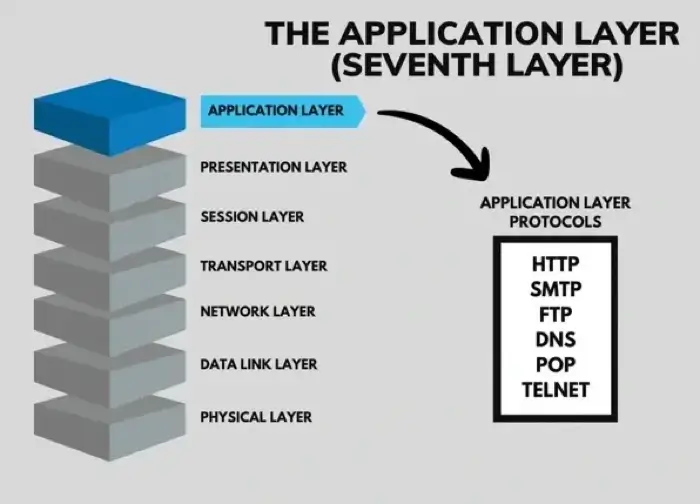 THE APPLICATION LAYER
(SEVENTH LAYER)
APPLICATION LAYER
PRESENTATION LAYER
SESSION LAYER
TRANSPORT LAYER
NETWORK LAYER
DATA LINK LAYER
PHYSICAL LAYER
APPLICATION LAYER
PROTOCOLS
HTTP
SMTP
FTP
DNS
POP
TELNET